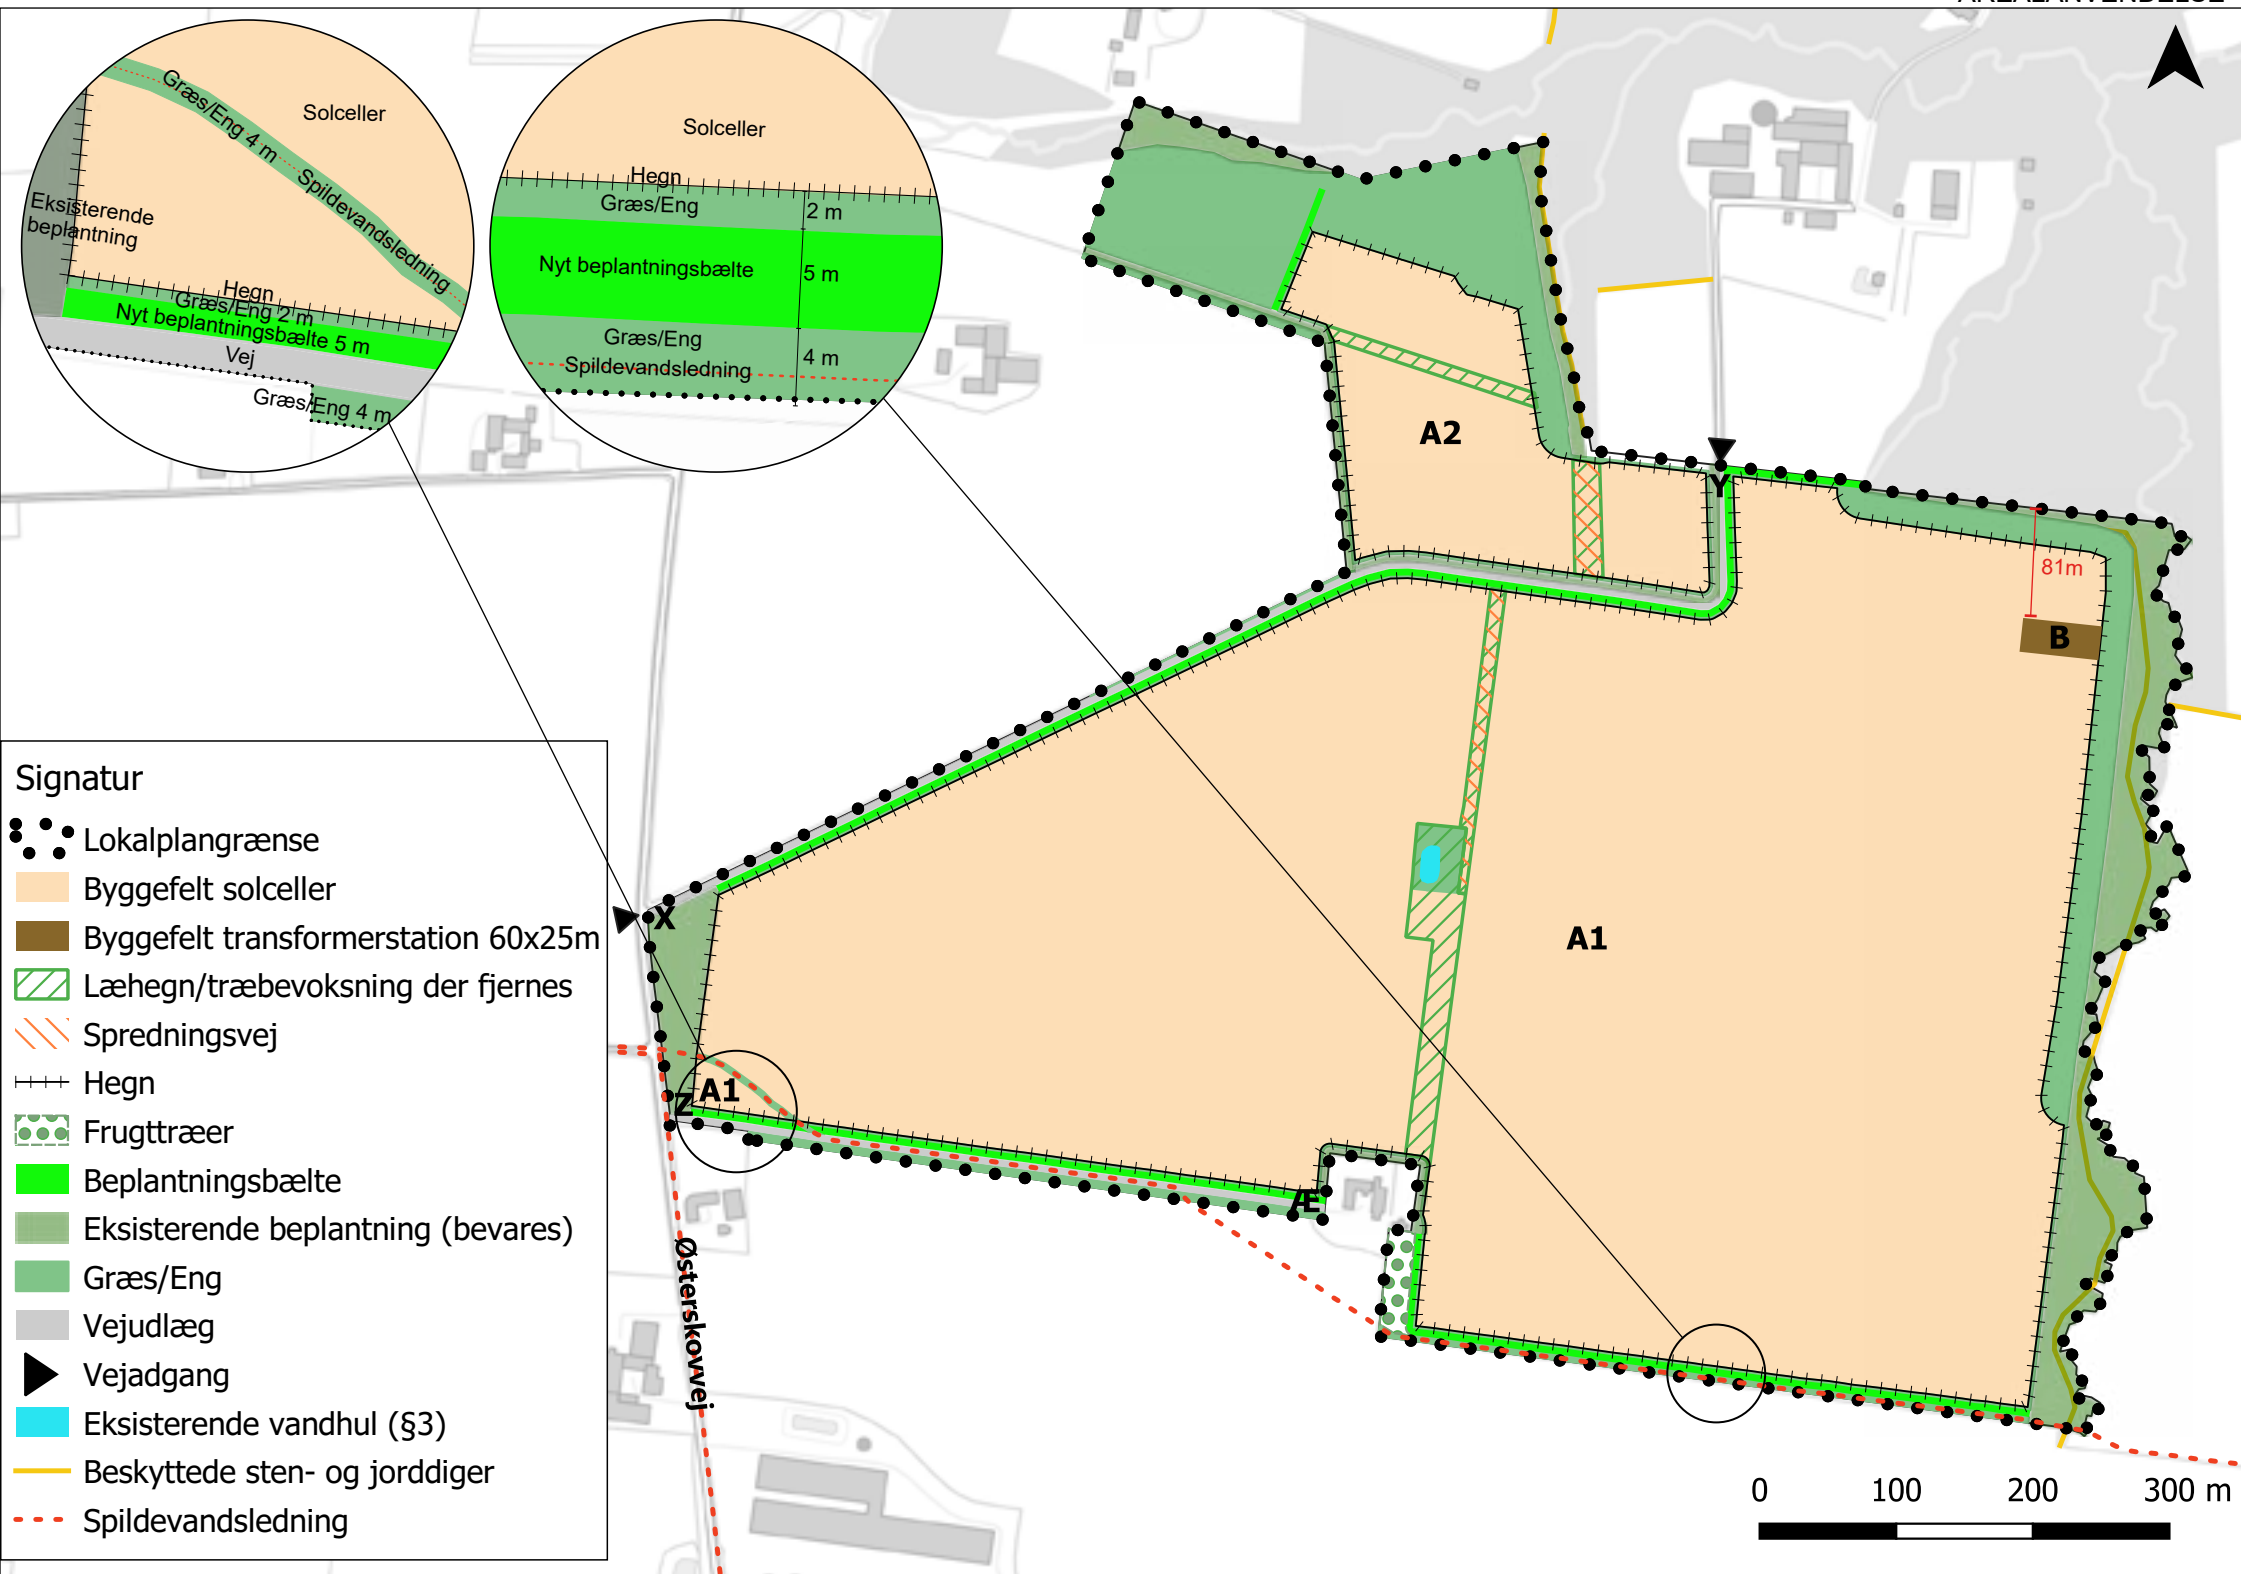 AREALANVENDELSE
Græs/Eng 4 m
Spildevandsledning
Solceller
Eksisterende
beplantning
Hegn
Græs/Eng 2 m
Nyt beplantningsbælte 5 m
Vej
Græs/Eng 4 m
Solceller
Hegn
Græs/Eng
2 m
Nyt beplantningsbælte
5 m
Græs/Eng
4 m
Spildevandsledning
A2
Y
81m
B
X
A1
A1
Z
Æ
Østerskovvej
Signatur
Lokalplangrænse
Byggefelt solceller
Byggefelt transformerstation 60x25m
Læhegn/træbevoksning der fjernes
Spredningsvej
Hegn
Frugttræer
Beplantningsbælte
Eksisterende beplantning (bevares)
Græs/Eng
Vejudlæg
Vejadgang
Eksisterende vandhul (§3)
Beskyttede sten- og jorddiger
Spildevandsledning
0 100 200 300 m